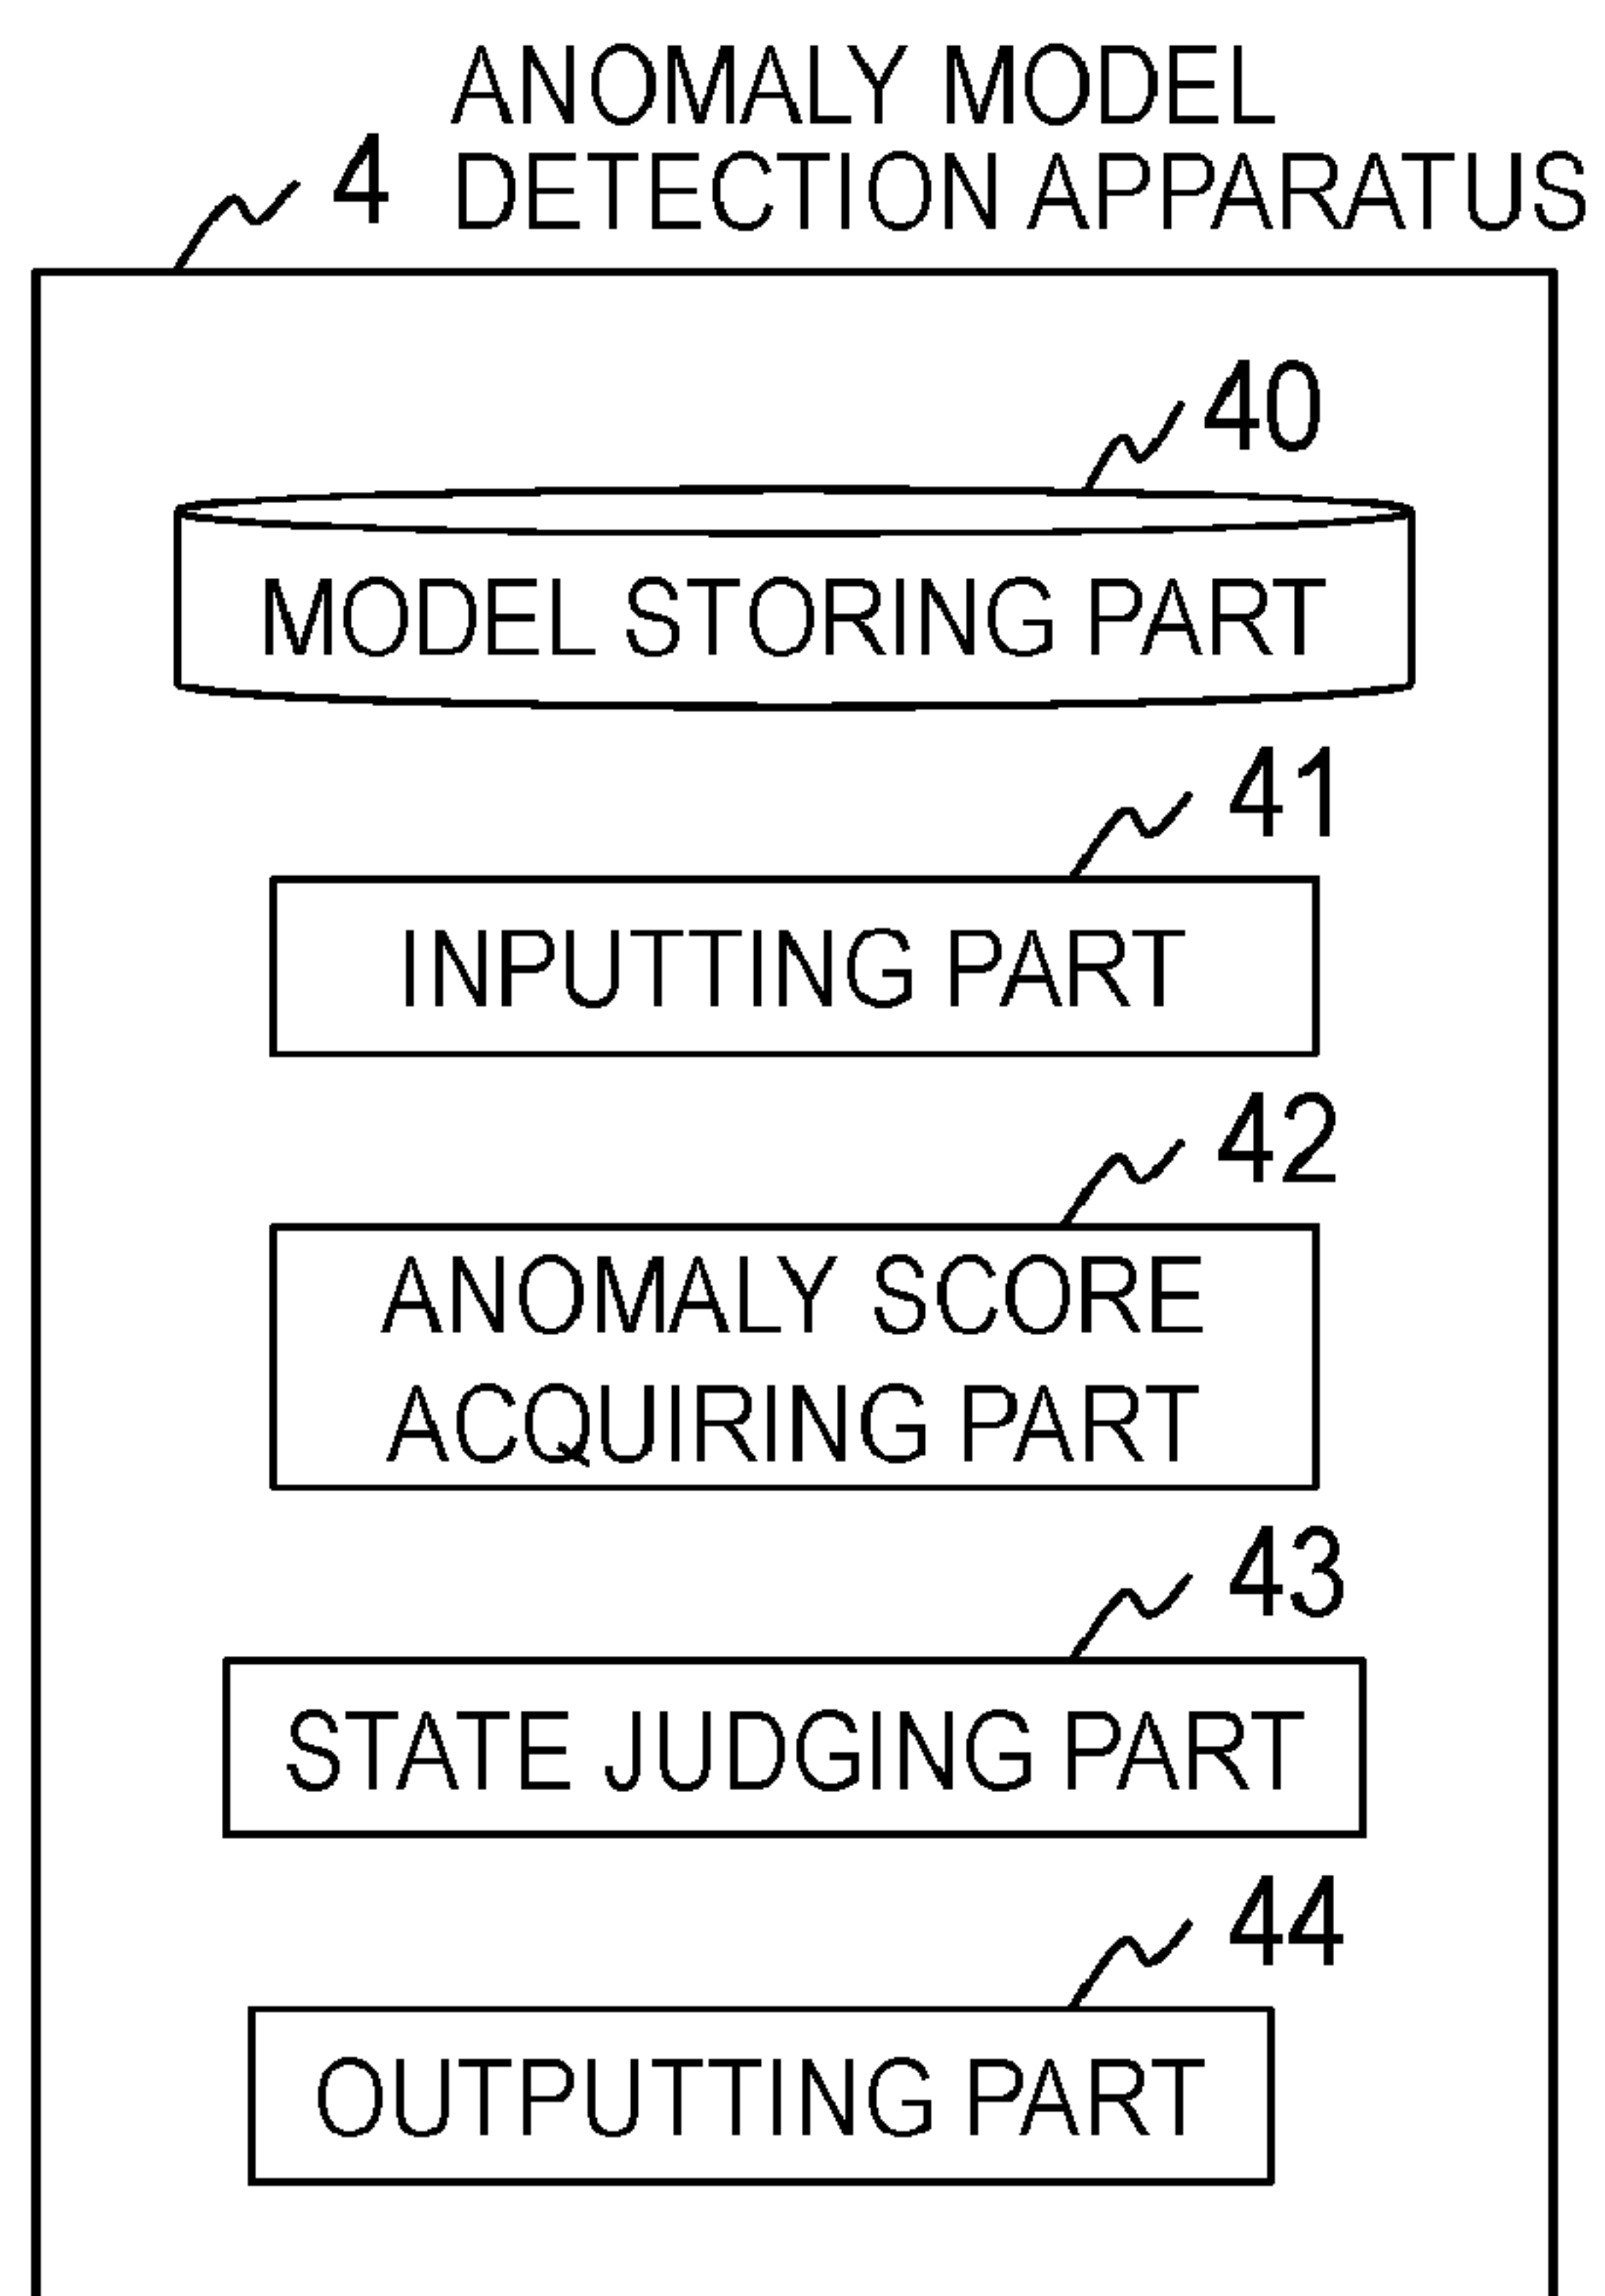 ANOMALY MODEL
4 DETECTION APPARATUS
40
MODEL STORING PART
41
INPUTTING PART
42
ANOMALY SCORE
ACQUIRING PART
43
STATE JUDGING PART
44
OUTPUTTING PART